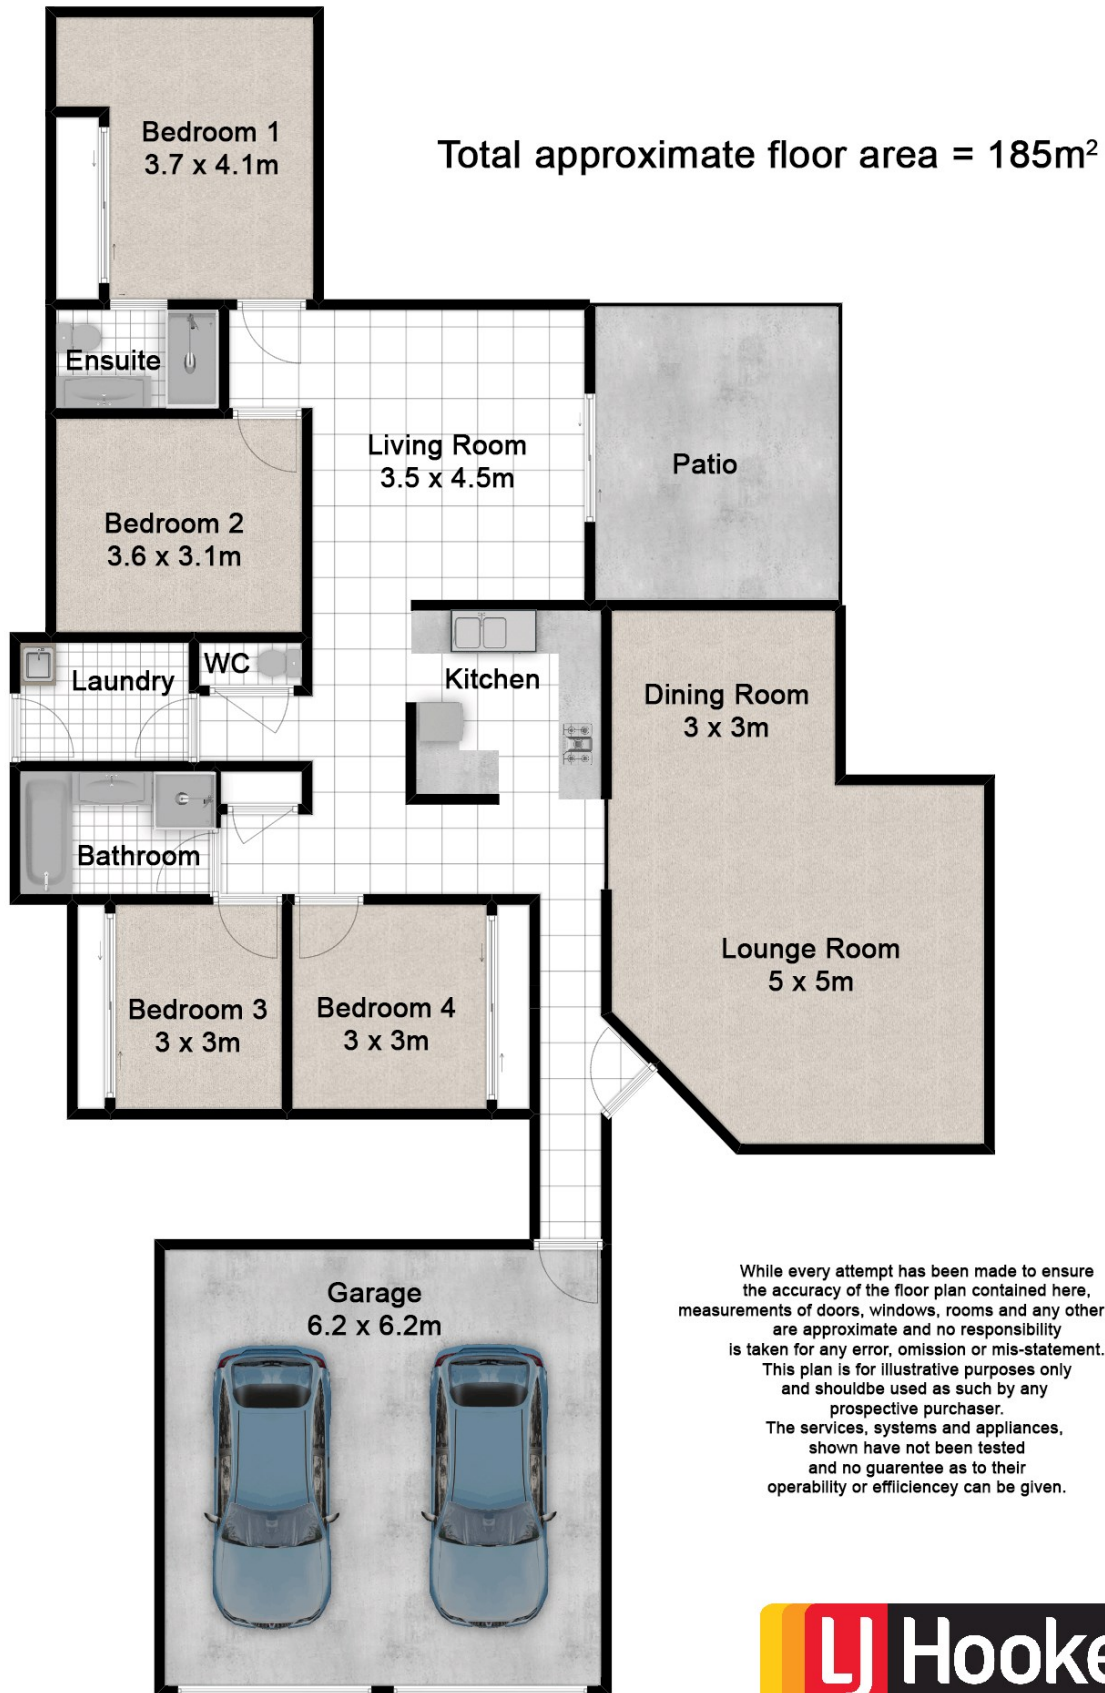 Bedroom 1
3.7 x 4.1m
Total approximate floor area = 185m²
Ensuite
Living Room
3.5 x 4.5m
Patio
Bedroom 2
3.6 x 3.1m
Laundry
WC
Kitchen
Dining Room
3 x 3m
Bathroom
Lounge Room
5 x 5m
Bedroom 3
3 x 3m
Bedroom 4
3 x 3m
Garage
6.2 x 6.2m
While every attempt has been made to ensure
the accuracy of the floor plan contained here,
measurements of doors, windows, rooms and any other
are approximate and no responsibility
is taken for any error, omission or mis-statement.
This plan is for illustrative purposes only
and shouldbe used as such by any
prospective purchaser.
The services, systems and appliances,
shown have not been tested
and no guarentee as to their
operability or effiiciencey can be given.
LJ Hooke